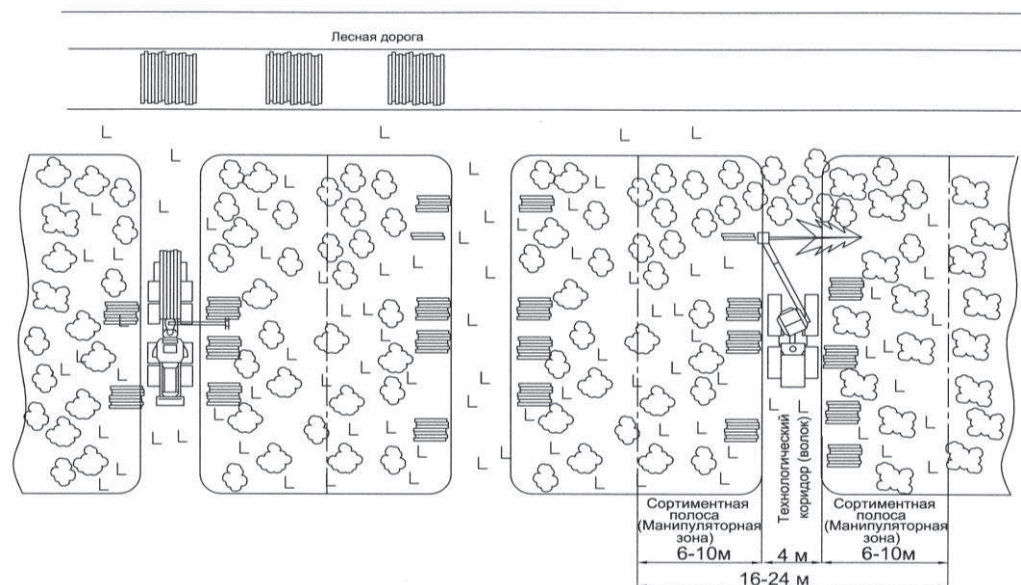 Лесная дорога
Сортиментная
полоса
(Манипуляторная
зона)
6-10м
Технологический
коридор (волок)
4 м
Сортиментная
полоса
(Манипуляторная
зона)
6-10м
16-24 м